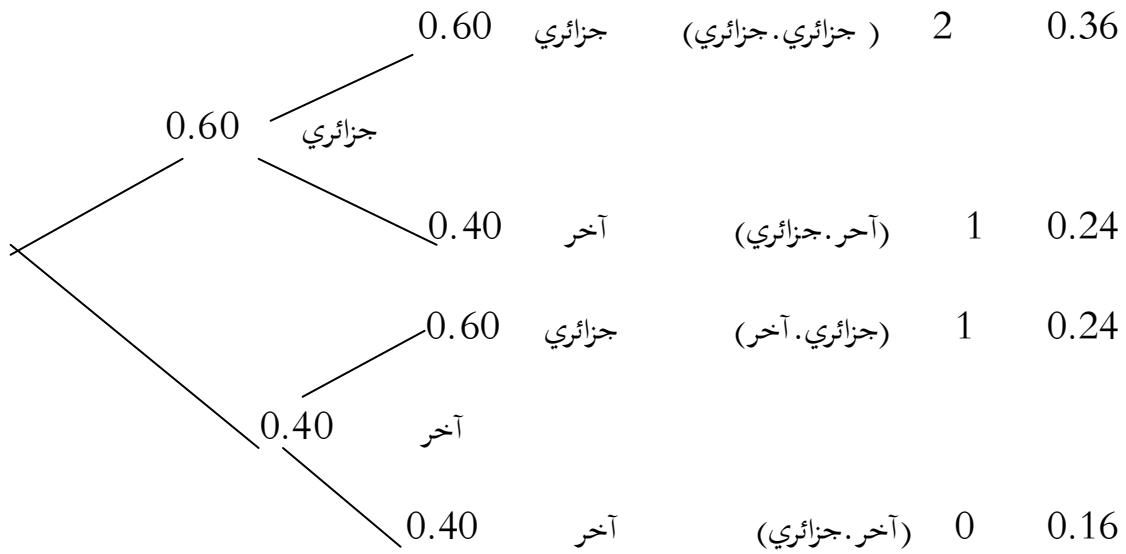 0.60 جزائري ( جزائري.جزائري) 2 0.36
0.60 جزائري
0.40 آخر (آحر.جزائري) 1 0.24
0.60 جزائري (جزائري.آخر) 1 0.24
0.40 آخر
0.40 آخر (آخر.جزائري) 0 0.16